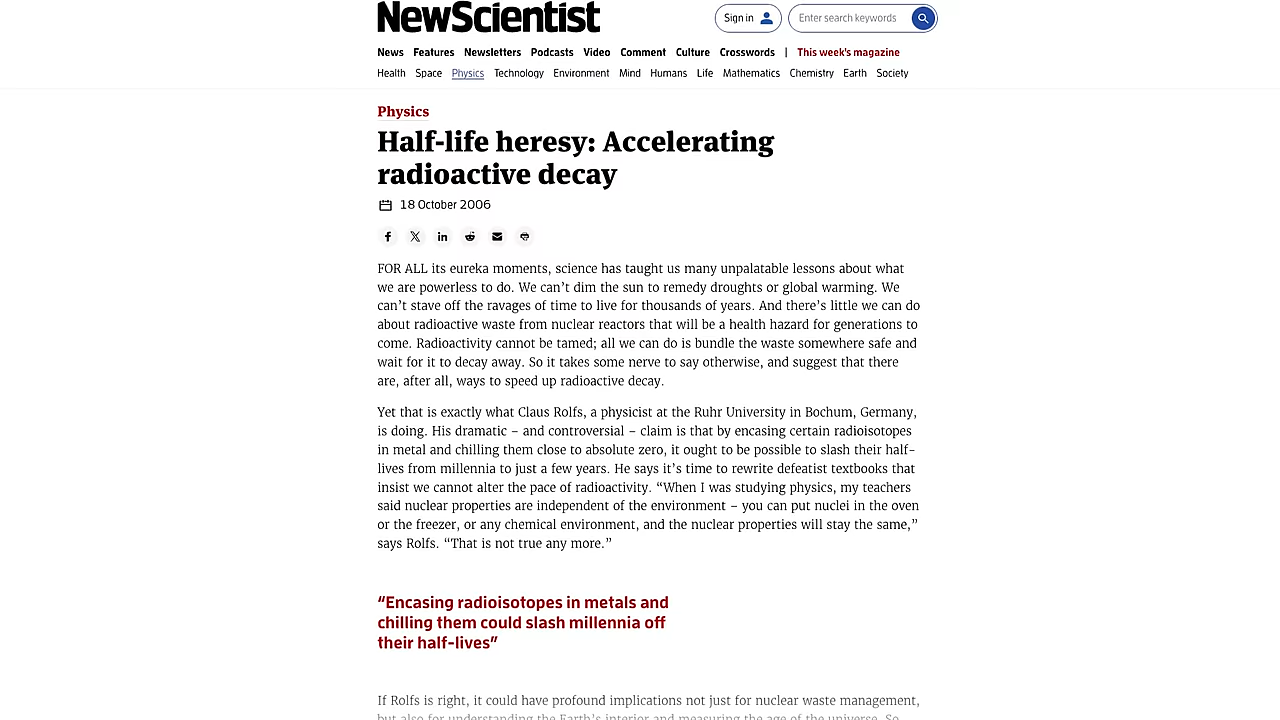 NewScientist
Sign in
Enter search keywords
News Features Newsletters Podcasts Video Comment Culture Crosswords | This week's magazine
Health Space Physics Technology Environment Mind Humans Life Mathematics Chemistry Earth Society
Physics
Half-life heresy: Accelerating
radioactive decay
18 October 2006
FOR ALL its eureka moments, science has taught us many unpalatable lessons about what
we are powerless to do. We can’t dim the sun to remedy droughts or global warming. We
can’t stave off the ravages of time to live for thousands of years. And there’s little we can do
about radioactive waste from nuclear reactors that will be a health hazard for generations to
come. Radioactivity cannot be tamed; all we can do is bundle the waste somewhere safe and
wait for it to decay away. So it takes some nerve to say otherwise, and suggest that there
are, after all, ways to speed up radioactive decay.
Yet that is exactly what Claus Rolfs, a physicist at the Ruhr University in Bochum, Germany,
is doing. His dramatic – and controversial – claim is that by encasing certain radioisotopes
in metal and chilling them close to absolute zero, it ought to be possible to slash their half-
lives from millennia to just a few years. He says it’s time to rewrite defeatist textbooks that
insist we cannot alter the pace of radioactivity. “When I was studying physics, my teachers
said nuclear properties are independent of the environment – you can put nuclei in the oven
or the freezer, or any chemical environment, and the nuclear properties will stay the same,”
says Rolfs. “That is not true any more.”
“Encasing radioisotopes in metals and
chilling them could slash millennia off
their half-lives”
If Rolfs is right, it could have profound implications not just for nuclear waste management,
but also for understanding the Earth’s interior and measuring the age of the universe. So